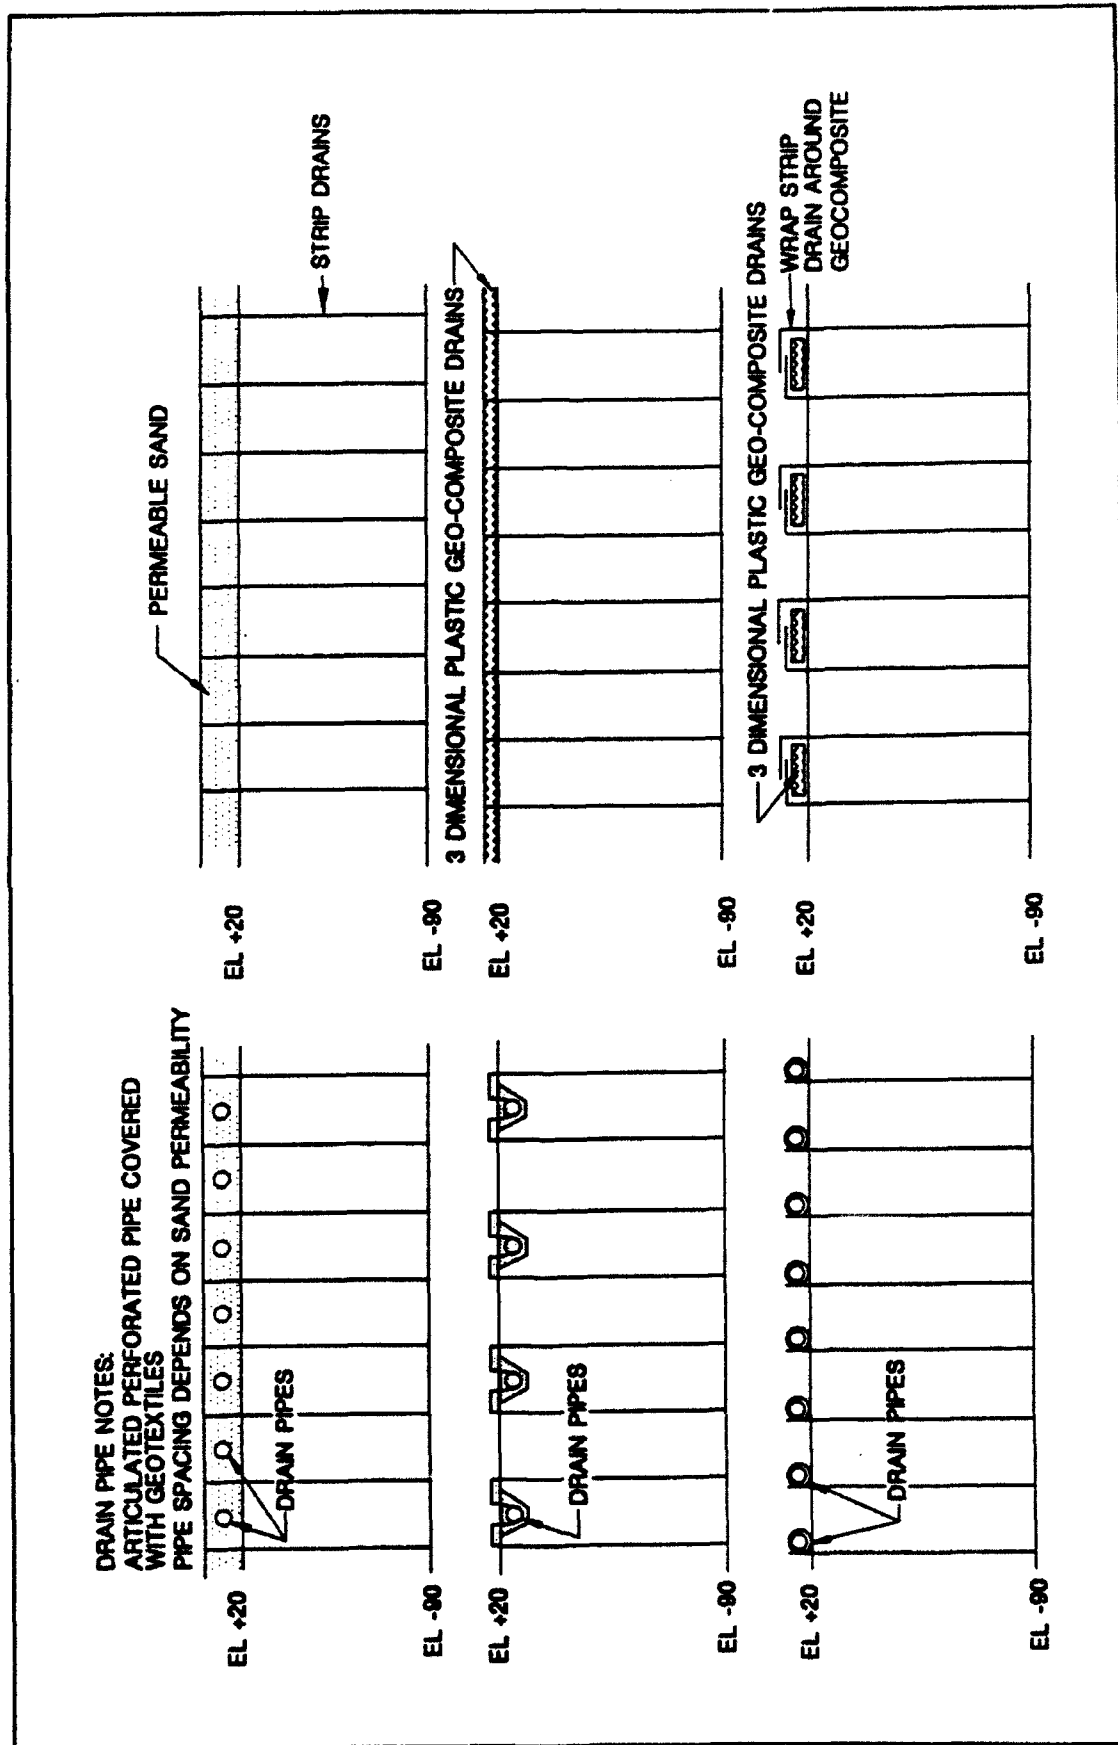 DRAIN PIPE NOTES:
ARTICULATED PERFORATED PIPE COVERED
WITH GEOTEXTILES
PIPE SPACING DEPENDS ON SAND PERMEABILITY
EL +20
DRAIN PIPES
EL -90
PERMEABLE SAND
EL +20
STRIP DRAINS
EL -90
EL +20
DRAIN PIPES
EL -90
3 DIMENSIONAL PLASTIC GEO-COMPOSITE DRAINS
EL +20
EL -90
EL +20
DRAIN PIPES
EL -90
3 DIMENSIONAL PLASTIC GEO-COMPOSITE DRAINS
WRAP STRIP
DRAIN AROUND
GEOCOMPOSITE
EL +20
EL -90